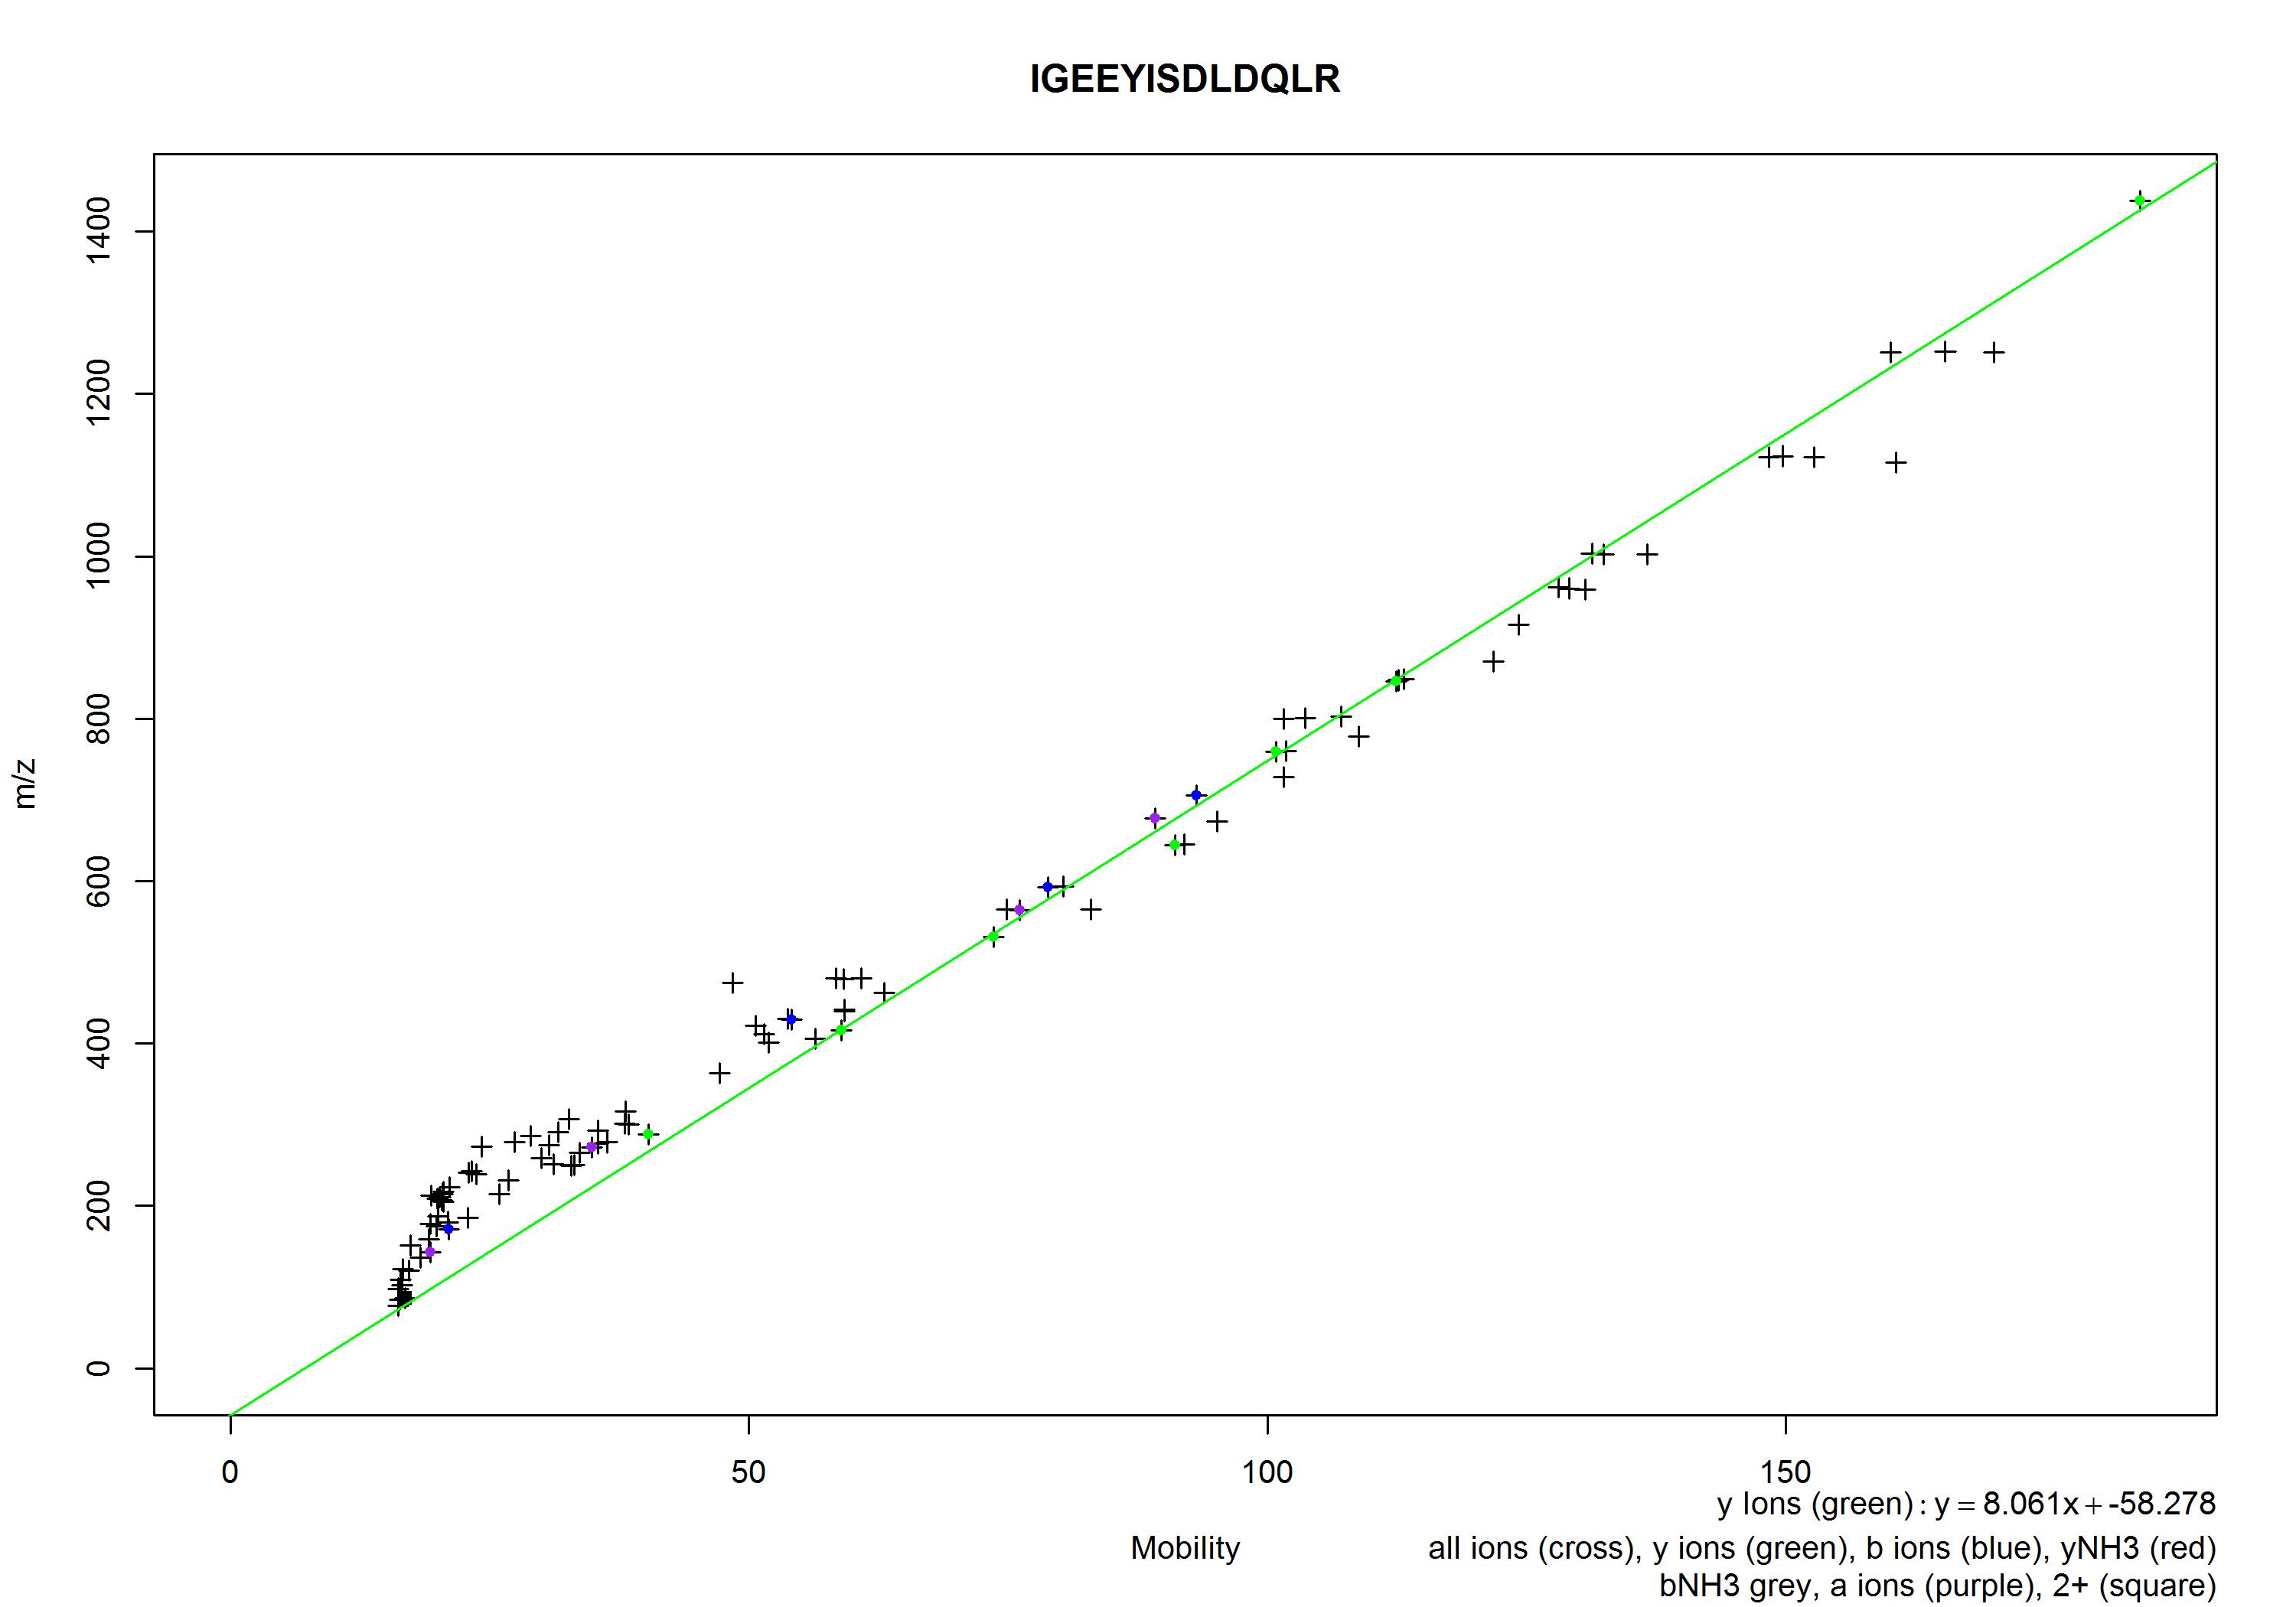 IGEEYISDLDQLR
1400
1200
1000
800
600
400
200
0
m/z
0 50 100 150
y Ions (green) : y = 8.061x + -58.278
Mobility
all ions (cross), y ions (green), b ions (blue), yNH3 (red)
bNH3 grey, a ions (purple), 2+ (square)